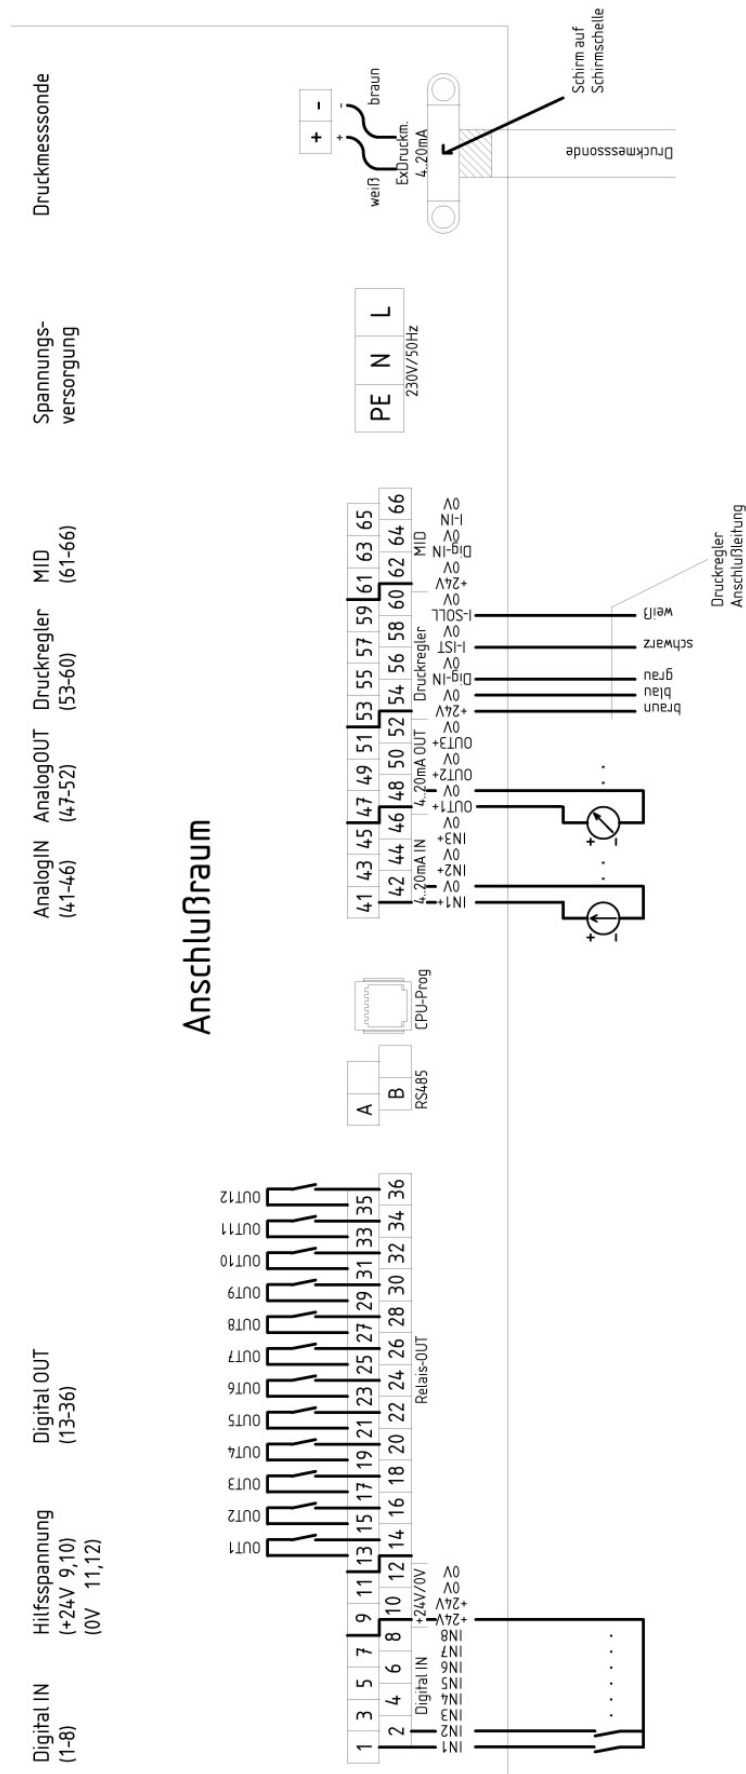 Digital IN
(1-8)
Hilfsspannung
(+24V 9,10)
(0V 11,12)
Digital OUT
(13-36)
AnalogIN
(41-46)
AnalogOUT
(47-52)
Druckregler
(53-60)
MID
(61-66)
Spannungs-
versorgung
Druckmesssonde
Anschlußraum
OUT1
OUT2
OUT3
OUT4
OUT5
OUT6
OUT7
OUT8
OUT9
OUT10
OUT11
OUT12
1 3 5 7 9 11 13 15 17 19 21 23 25 27 29 31 33 35
2 4 6 8 10 12 14 16 18 20 22 24 26 28 30 32 34 36
Digital IN
+24V/0V
Relais-OUT
IN1
IN2
IN3
IN4
IN5
IN6
IN7
IN8
+24V
+24V
0V
0V
A
B
RS485
CPU-Prog
41 43 45 47 49 51 53 55 57 59 61 63 65
42 44 46 48 50 52 54 56 58 60 62 64 66
4..20mA IN
4..20mA OUT
Druckregler
MID
IN1+
0V
IN2+
0V
IN3+
0V
OUT1+
0V
OUT2+
0V
OUT3+
0V
+24V
0V
Dig-IN
0V
I-IST
0V
I-SOLL
0V
+24V
0V
Dig-IN
0V
I-IN
0V
+
-
+
-
braun
blau
grau
schwarz
weiß
Druckregler
Anschlußleitung
PE N L
230V/50Hz
+ -
+ -
weiß
braun
ExDruckm.
4..20mA
Druckmesssonde
Schirm auf
Schirmschelle